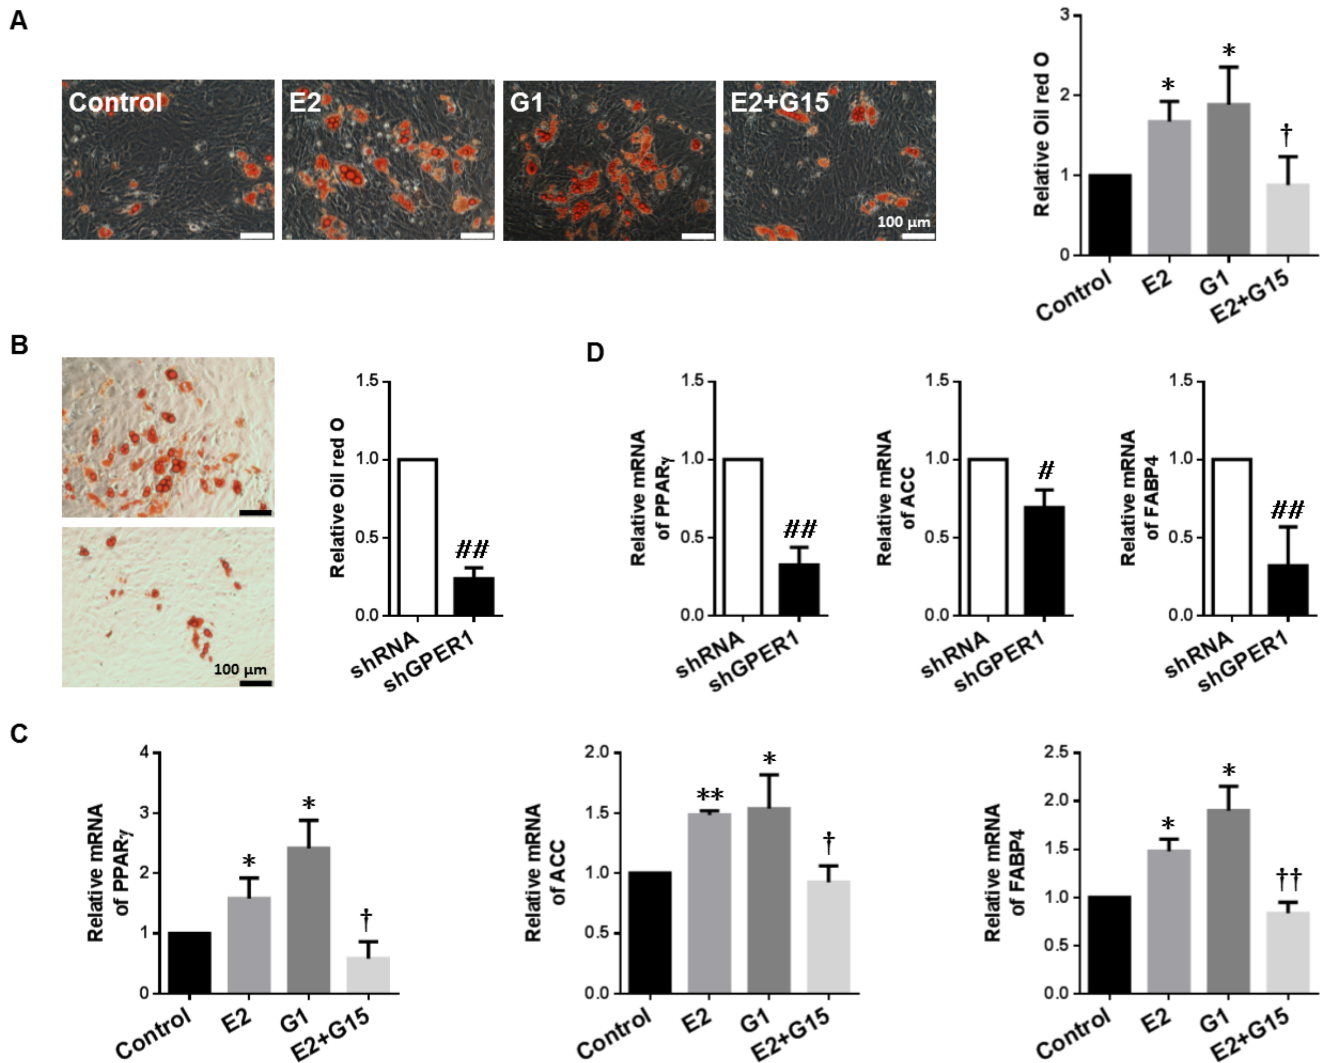 A
Control
E2
G1
E2+G15
100 µm
Relative Oil red O
3
2
1
0
*
*
†
Control
E2
G1
E2+G15
B
100 µm
Relative Oil red O
1.5
1.0
0.5
0.0
##
shRNA
shGPER1
D
Relative mRNA
of PPARγ
1.5
1.0
0.5
0.0
##
shRNA
shGPER1
Relative mRNA
of ACC
1.5
1.0
0.5
0.0
#
shRNA
shGPER1
Relative mRNA
of FABP4
1.5
1.0
0.5
0.0
##
shRNA
shGPER1
C
Relative mRNA
of PPARγ
4
3
2
1
0
*
*
†
Control
E2
G1
E2+G15
Relative mRNA
of ACC
2.0
1.5
1.0
0.5
0.0
**
*
†
Control
E2
G1
E2+G15
Relative mRNA
of FABP4
2.5
2.0
1.5
1.0
0.5
0.0
*
*
††
Control
E2
G1
E2+G15